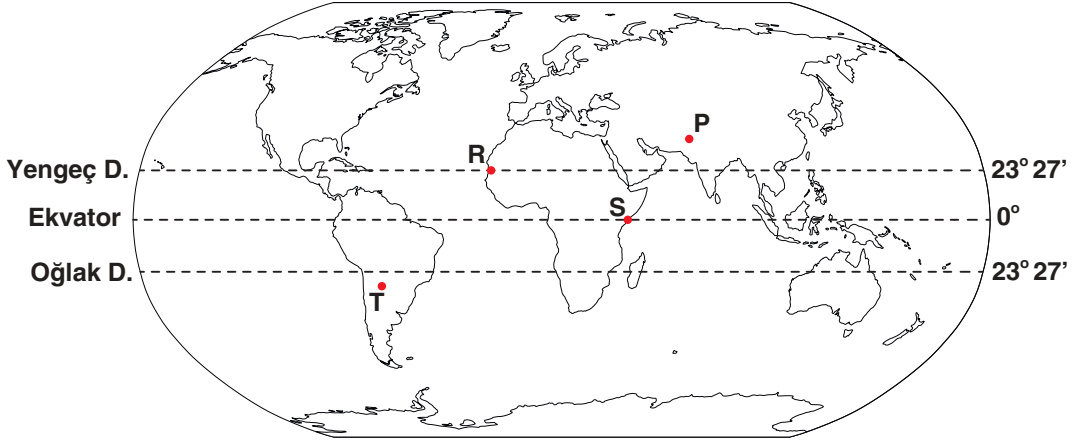 P
R
Yengeç D.
23° 27'
S
Ekvator
0°
Oğlak D.
23° 27'
T